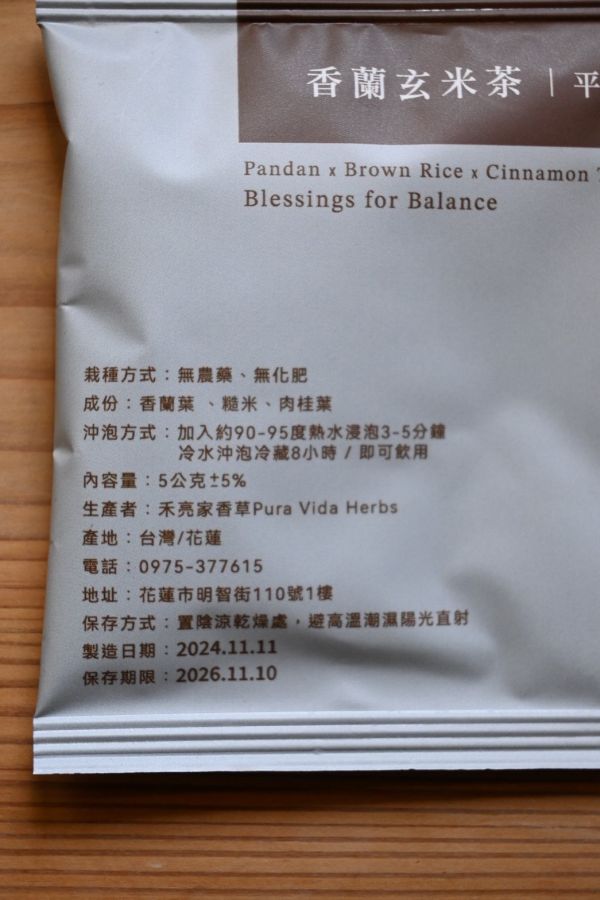 香蘭玄米茶｜平
Pandan x Brown Rice x Cinnamon
Blessings for Balance
栽種方式：無農藥、無化肥
成份：香蘭葉、糙米、肉桂葉
沖泡方式：加入約90-95度熱水浸泡3-5分鐘
冷水沖泡冷藏8小時 / 即可飲用
內容量：5公克±5%
生產者：禾亮家香草Pura Vida Herbs
產地：台灣/花蓮
電話：0975-377615
地址：花蓮市明智街110號1樓
保存方式：置陰涼乾燥處，避高溫潮濕陽光直射
製造日期：2024.11.11
保存期限：2026.11.10